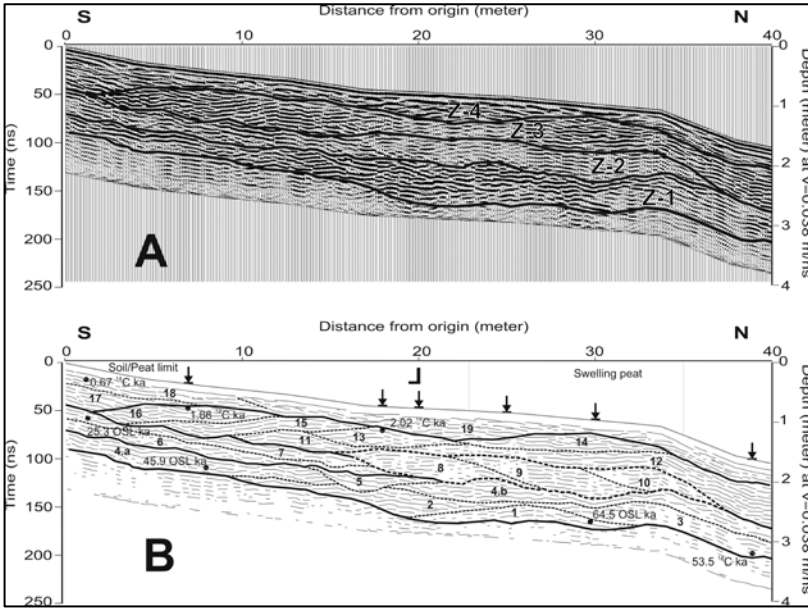 Distance from origin (meter)
S
N
0
10
20
30
40
0
50
100
150
200
250
Time (ns)
0
1
2
3
4
Depth (meter) at v=0.038 m/ns
Z-4
Z-3
Z-2
Z-1
A
S
N
Distance from origin (meter)
0
10
20
30
40
0
50
100
150
200
250
Time (ns)
0
1
2
3
4
Depth (meter) at v=0.038 m/ns
Soil/Peat limit
Swelling peat
0.67 ¹⁴C ka
18
17
16
1.86 ¹⁴C ka
15
2.02 ¹⁴C ka
19
14
25.3 OSL ka
13
11
12
6
7
8
9
10
4.a
45.9 OSL ka
5
4.b
2
1
64.5 OSL ka
3
53.5 ¹⁴C ka
B